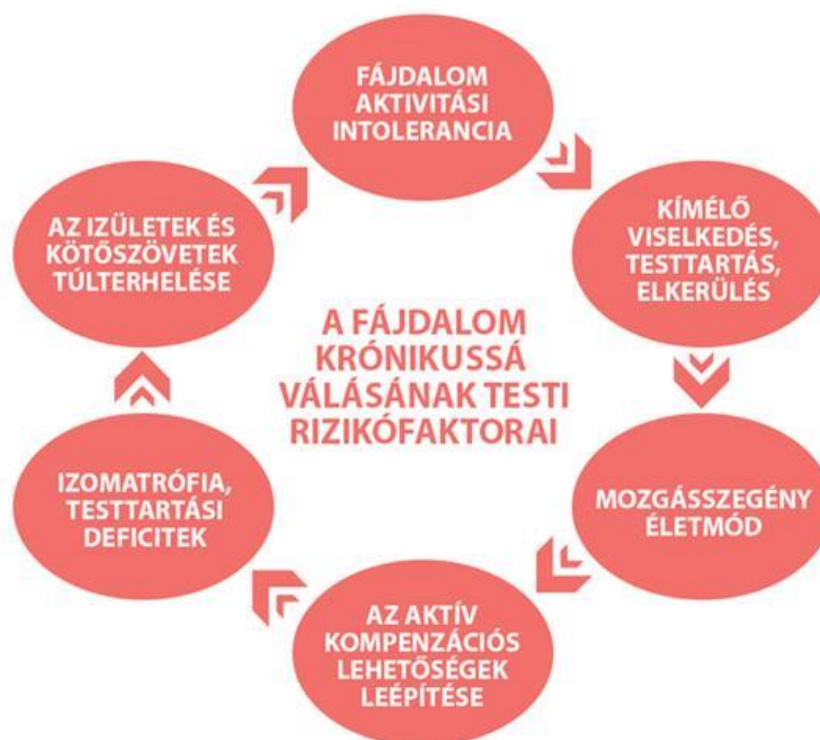 FÁJDALOM
AKTIVITÁSI
INTOLERANCIA
KÍMÉLŐ
VISELKEDÉS,
TESTTARTÁS,
ELKERÜLÉS
MOZGÁSSZEGÉNY
ÉLETMÓD
AZ AKTÍV
KOMPENZÁCIÓS
LEHETŐSÉGEK
LEÉPÍTÉSE
IZOMATRÓFIA,
TESTTARTÁSI
DEFICITEK
AZ IZÜLETEK ÉS
KÖTŐSZÖVETEK
TÚLTERHELÉSE
A FÁJDALOM
KRÓNIKUSSÁ
VÁLÁSÁNAK TESTI
RIZIKÓFAKTORAI